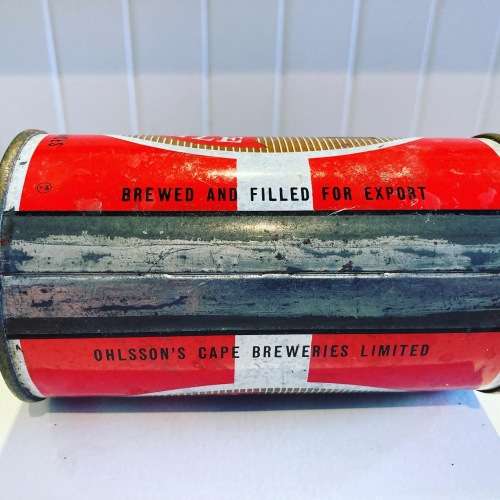 BREWED AND FILLED FOR EXPORT
OHLSSON'S CAPE BREWERIES LIMITED